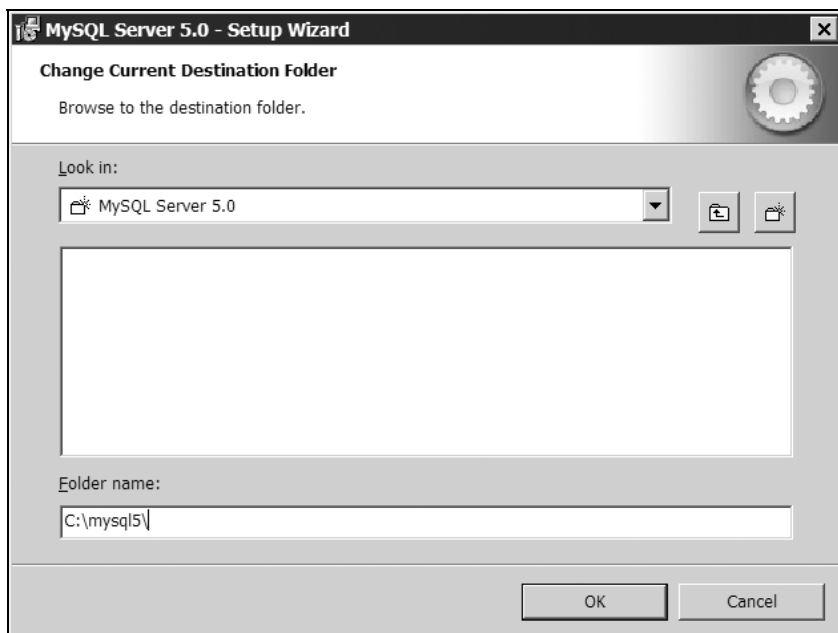 MySQL Server 5.0 - Setup Wizard
Change Current Destination Folder
Browse to the destination folder.
Look in:
MySQL Server 5.0
Folder name:
C:\mysql5\
OK Cancel